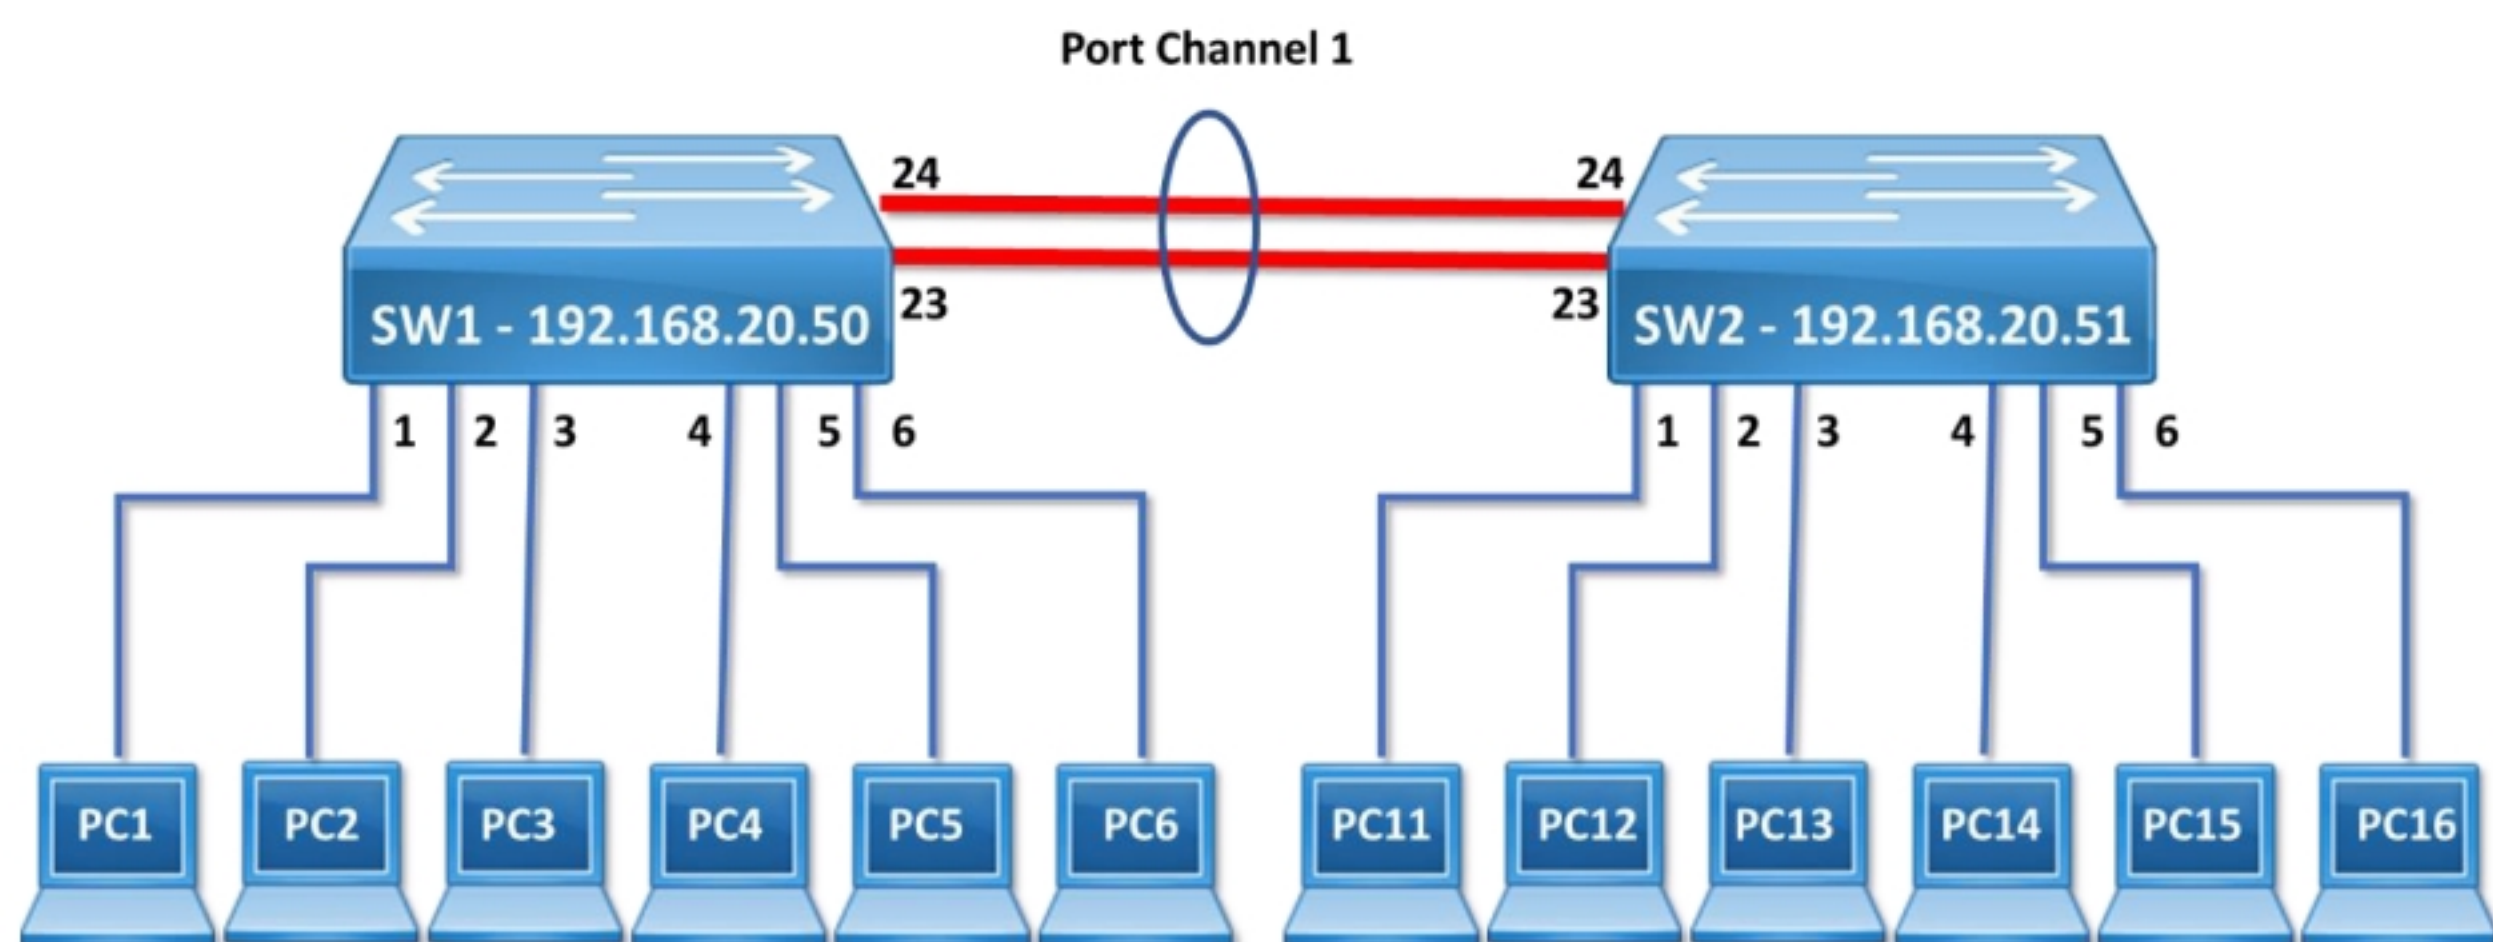 Port Channel 1
24
24
23
23
SW1 - 192.168.20.50
SW2 - 192.168.20.51
1 2 3 4 5 6
1 2 3 4 5 6
PC1
PC2
PC3
PC4
PC5
PC6
PC11
PC12
PC13
PC14
PC15
PC16